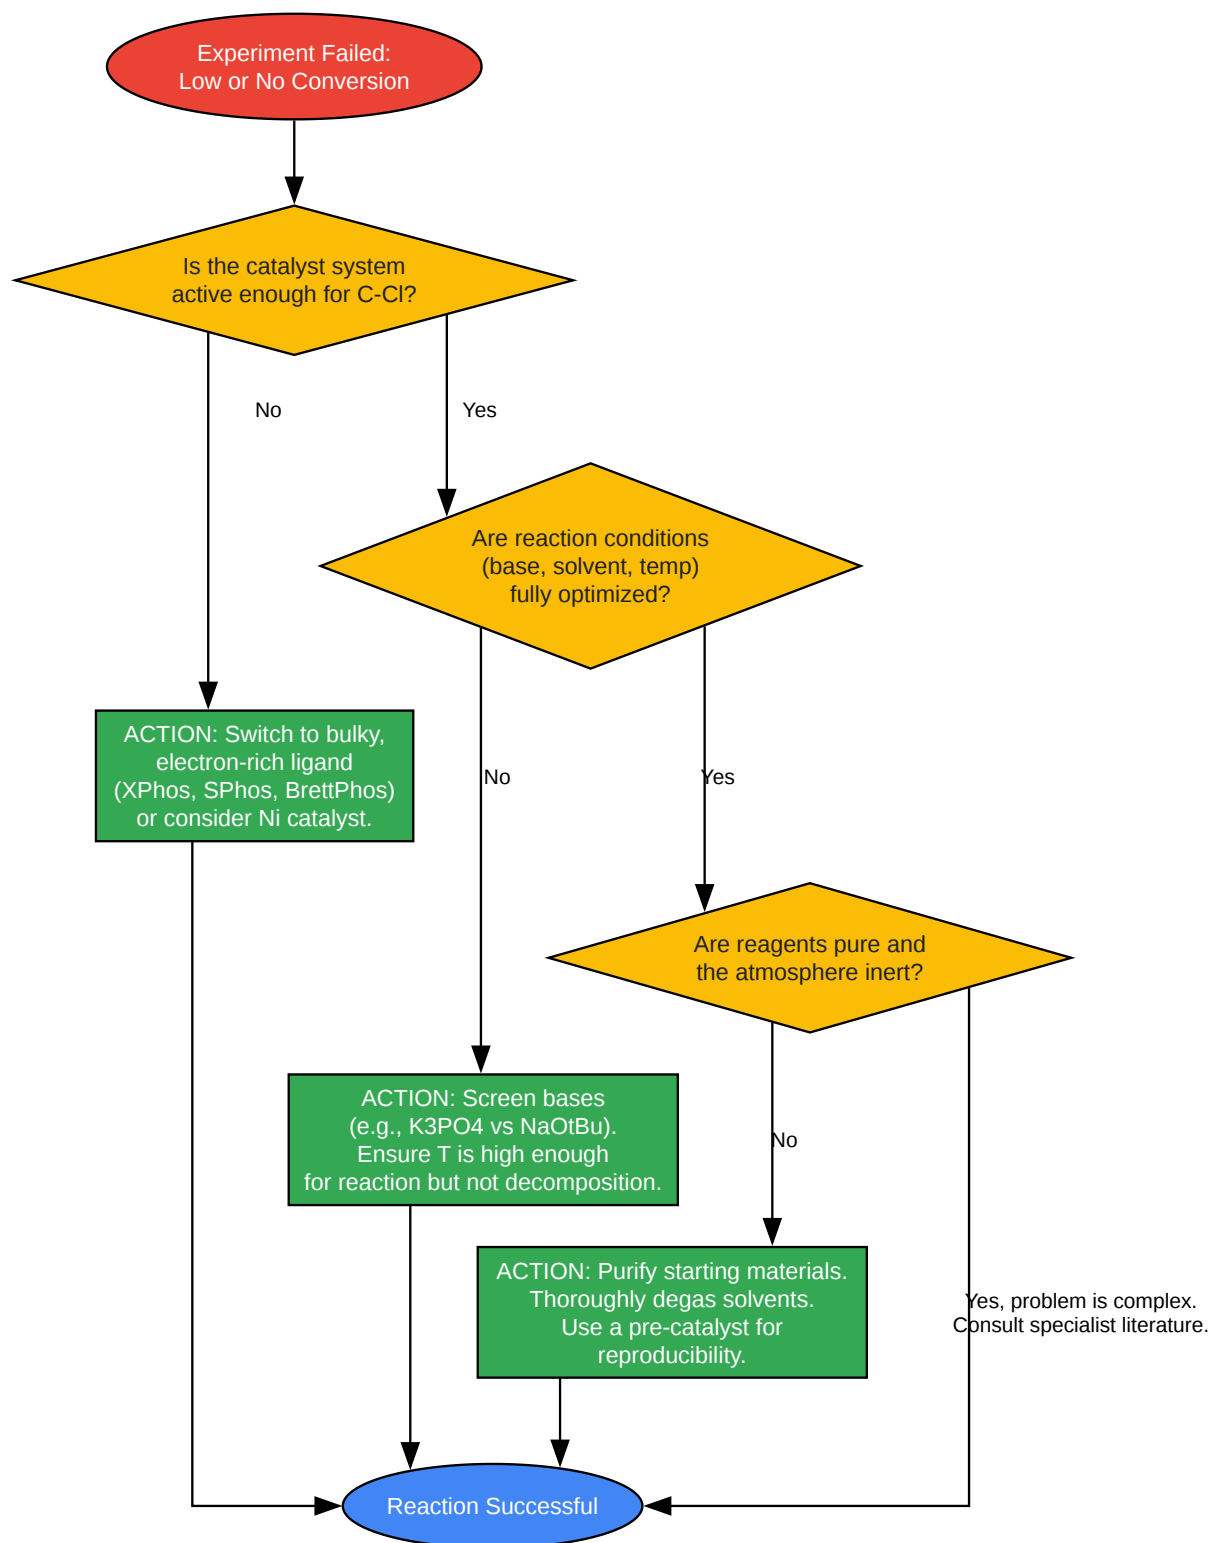 Experiment Failed:
Low or No Conversion
Is the catalyst system
active enough for C-Cl?
No
Yes
Are reaction conditions
(base, solvent, temp)
fully optimized?
ACTION: Switch to bulky,
electron-rich ligand
(XPhos, SPhos, BrettPhos)
or consider Ni catalyst.
No
Yes
Are reagents pure and
the atmosphere inert?
ACTION: Screen bases
(e.g., K3PO4 vs NaOtBu).
Ensure T is high enough
for reaction but not decomposition.
No
ACTION: Purify starting materials.
Thoroughly degas solvents.
Use a pre-catalyst for
reproducibility.
Yes, problem is complex.
Consult specialist literature.
Reaction Successful